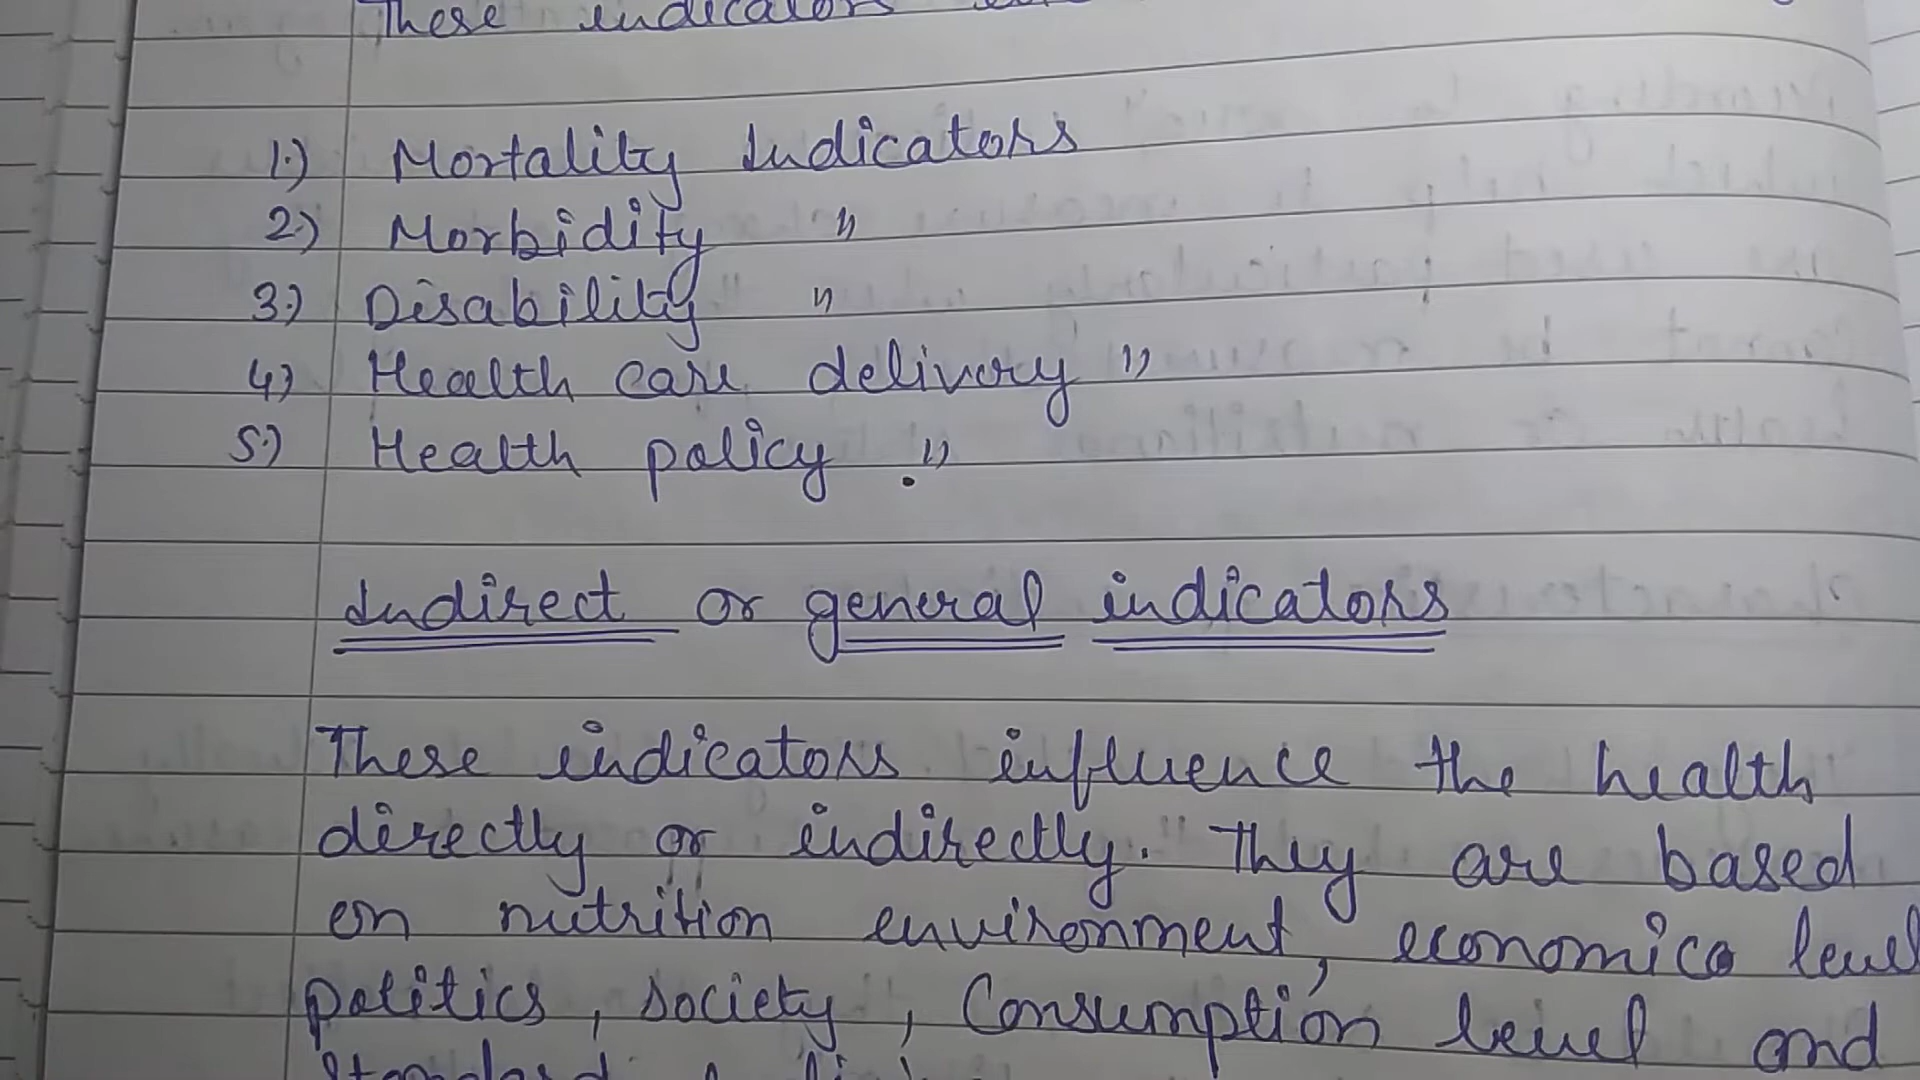 These indicators
1.) Mortality Indicators
2.) Morbidity "
3.) Disability "
4.) Health care delivery "
5.) Health policy "
Indirect or general indicators
These indicators influence the health
directly or indirectly. They are based
on nutrition environment, economico level
politics, society, Consumption level and